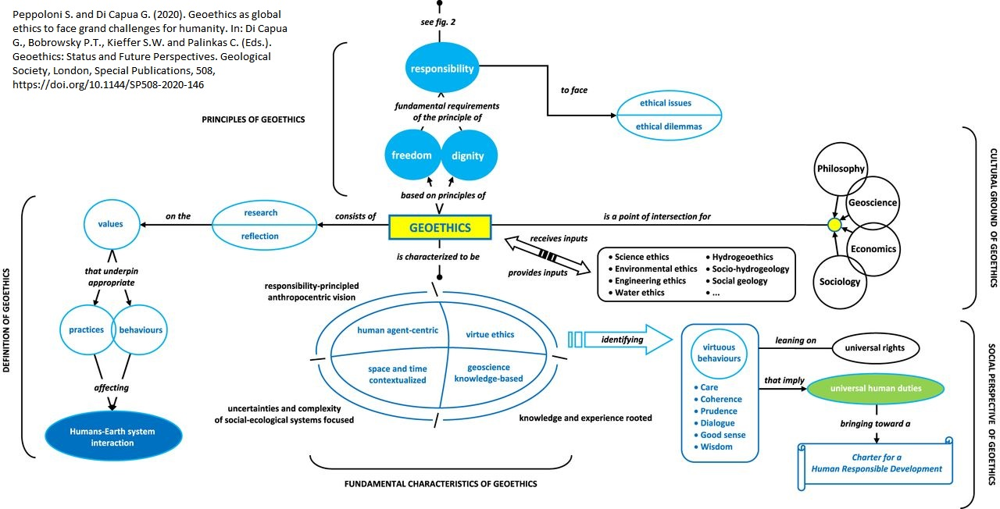 Peppoloni S. and Di Capua G. (2020). Geoethics as global
ethics to face grand challenges for humanity. In: Di Capua
G., Bobrowsky P.T., Kieffer S.W. and Palinkas C. (Eds.).
Geoethics: Status and Future Perspectives. Geological
Society, London, Special Publications, 508,
https://doi.org/10.1144/SP508-2020-146
see fig. 2
responsibility
to face
ethical issues
ethical dilemmas
fundamental requirements
of the principle of
PRINCIPLES OF GEOETHICS
freedom
dignity
based on principles of
GEOETHICS
consists of
research
reflection
on the
values
that underpin
appropriate
practices
behaviours
affecting
Humans-Earth system
interaction
DEFINITION OF GEOETHICS
is a point of intersection for
Philosophy
Geoscience
Economics
Sociology
CULTURAL GROUND OF GEOETHICS
receives inputs
provides inputs
• Science ethics
• Environmental ethics
• Engineering ethics
• Water ethics
• Hydrogeoethics
• Socio-hydrogeology
• Social geology
• ...
is characterized to be
responsibility-principled
anthropocentric vision
human agent-centric
virtue ethics
space and time
contextualized
geoscience
knowledge-based
uncertainties and complexity
of social-ecological systems focused
knowledge and experience rooted
FUNDAMENTAL CHARACTERISTICS OF GEOETHICS
identifying
virtuous
behaviours
• Care
• Coherence
• Prudence
• Dialogue
• Good sense
• Wisdom
leaning on
universal rights
that imply
universal human duties
bringing toward a
Charter for a
Human Responsible Development
SOCIAL PERSPECTIVE OF GEOETHICS